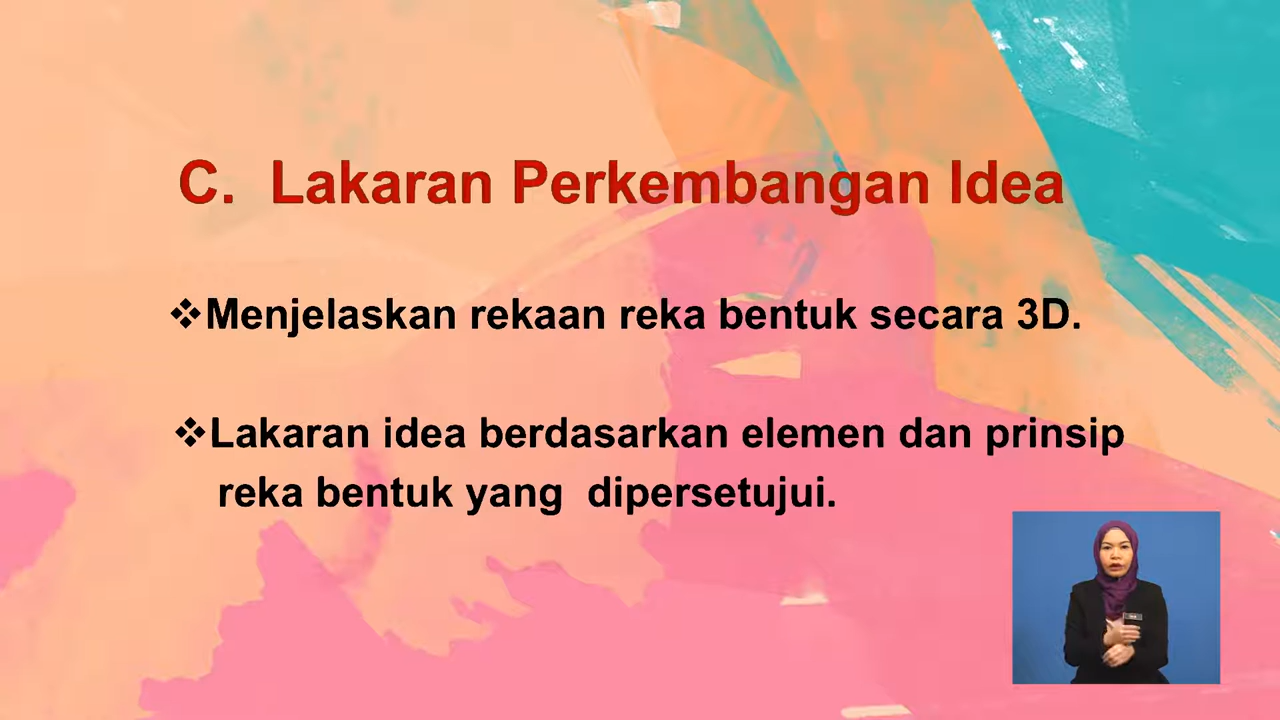 C. Lakaran Perkembangan Idea
❖Menjelaskan rekaan reka bentuk secara 3D.
❖Lakaran idea berdasarkan elemen dan prinsip
reka bentuk yang dipersetujui.